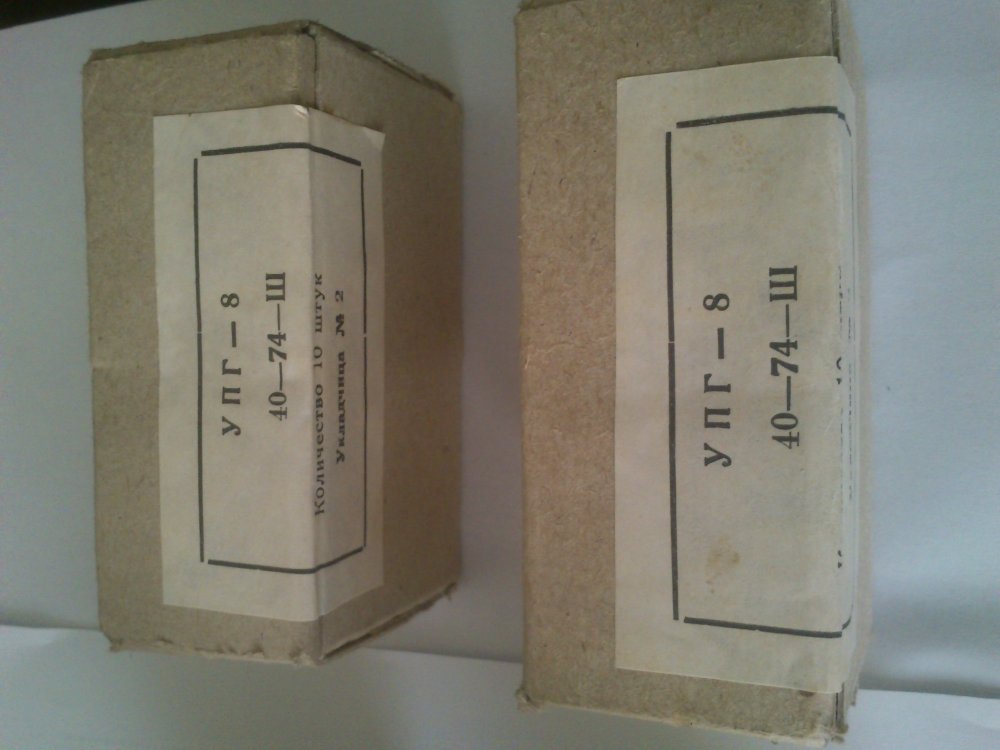 УПГ—8
40—74—Ш
Количество 10 штук
Укладчица № 2
УПГ—8
40—74—Ш